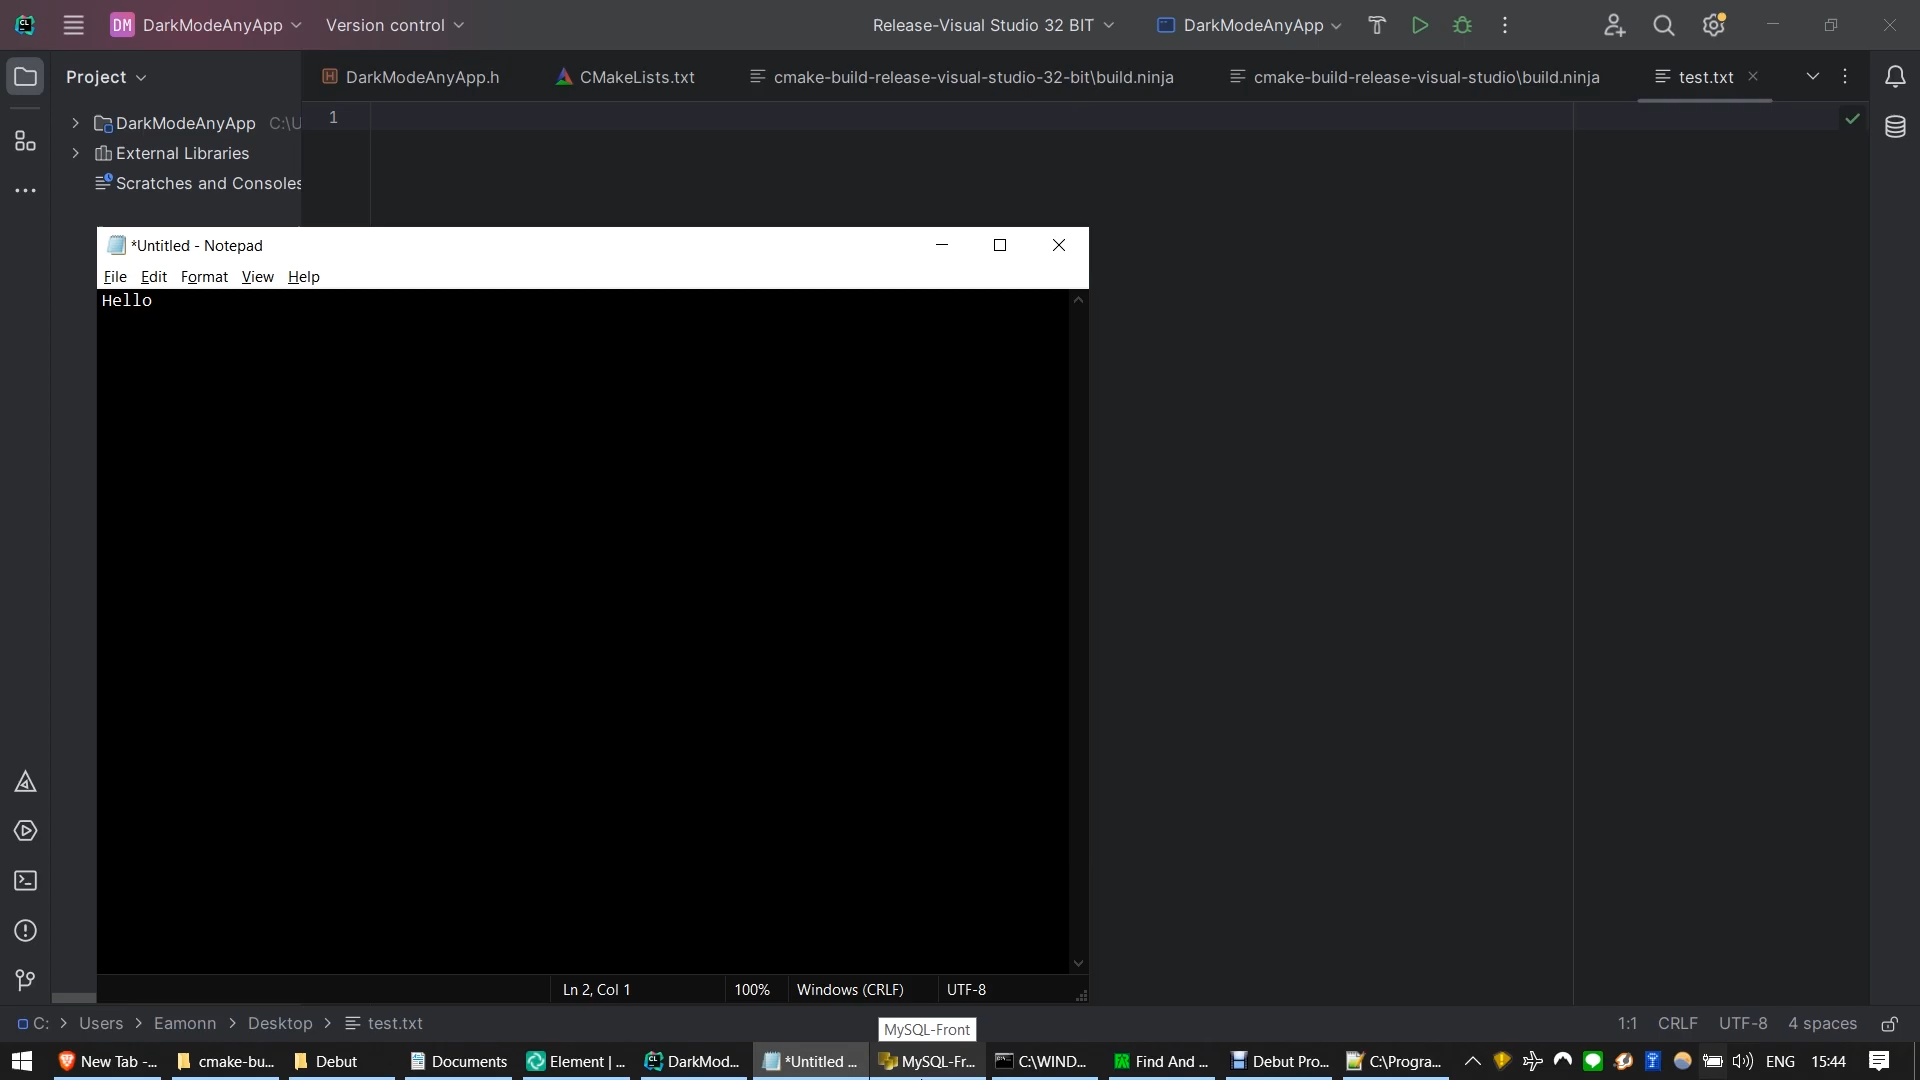 DM DarkModeAnyApp Version control Release-Visual Studio 32 BIT DarkModeAnyApp
Project DarkModeAnyApp.h CMakeLists.txt cmake-build-release-visual-studio-32-bit\build.ninja cmake-build-release-visual-studio\build.ninja test.txt
DarkModeAnyApp C:\U 1
External Libraries
Scratches and Consoles
*Untitled - Notepad
File Edit Format View Help
Hello
Ln 2, Col 1 100% Windows (CRLF) UTF-8
C: Users Eamonn Desktop test.txt 1:1 CRLF UTF-8 4 spaces
MySQL-Front
New Tab -... cmake-bu... Debut Documents Element | ... DarkMod... *Untitled ... MySQL-Fr... C:\WIND... Find And ... Debut Pro... C:\Progra... ENG 15:44